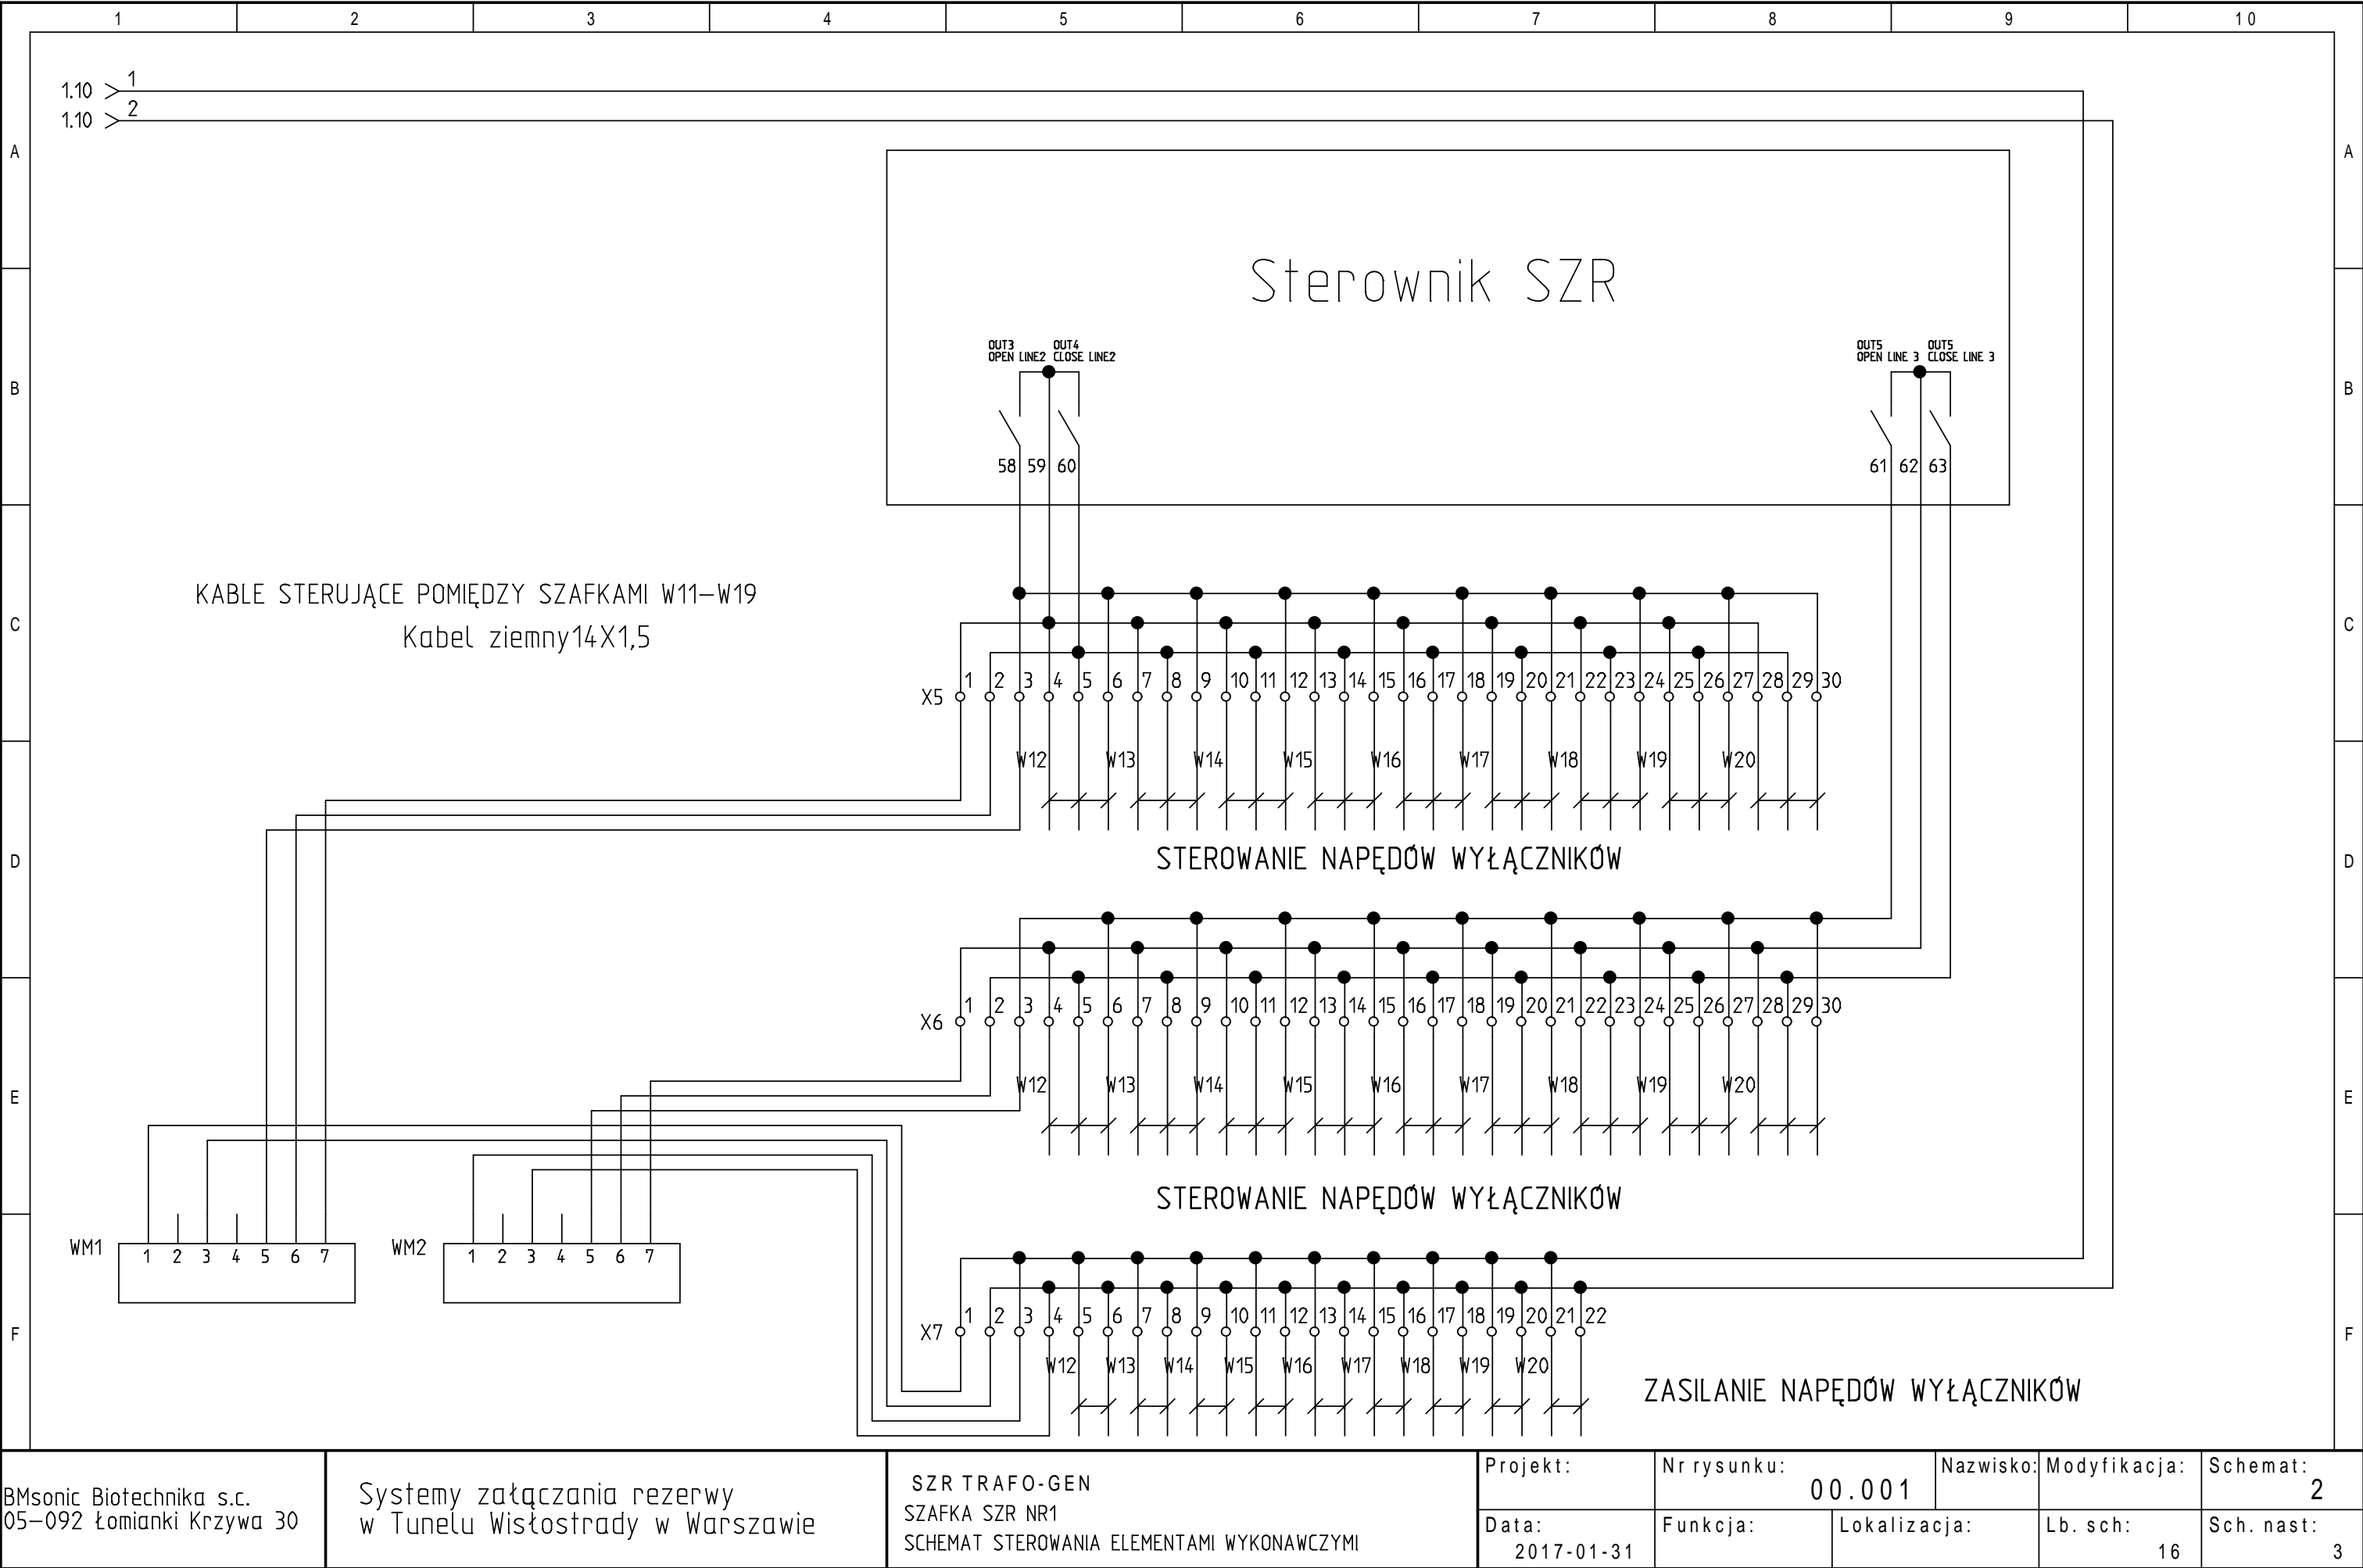 1 2 3 4 5 6 7 8 9 10
1.10 1
1.10 2
A A
Sterownik SZR
OUT3 OUT4
OPEN LINE2 CLOSE LINE2
OUT5 OUT5
OPEN LINE 3 CLOSE LINE 3
B B
58 59 60
61 62 63
KABLE STERUJĄCE POMIĘDZY SZAFKAMI W11-W19
Kabel ziemny14X1,5
C C
X5 1 2 3 4 5 6 7 8 9 10 11 12 13 14 15 16 17 18 19 20 21 22 23 24 25 26 27 28 29 30
W12 W13 W14 W15 W16 W17 W18 W19 W20
STEROWANIE NAPĘDÓW WYŁĄCZNIKÓW
D D
X6 1 2 3 4 5 6 7 8 9 10 11 12 13 14 15 16 17 18 19 20 21 22 23 24 25 26 27 28 29 30
W12 W13 W14 W15 W16 W17 W18 W19 W20
E E
STEROWANIE NAPĘDÓW WYŁĄCZNIKÓW
WM1 1 2 3 4 5 6 7
WM2 1 2 3 4 5 6 7
X7 1 2 3 4 5 6 7 8 9 10 11 12 13 14 15 16 17 18 19 20 21 22
F F
W12 W13 W14 W15 W16 W17 W18 W19 W20
ZASILANIE NAPĘDÓW WYŁĄCZNIKÓW
BMsonic Biotechnika s.c.
05-092 Łomianki Krzywa 30
Systemy załączania rezerwy
w Tunelu Wisłostrady w Warszawie
SZR TRAFO-GEN
SZAFKA SZR NR1
SCHEMAT STEROWANIA ELEMENTAMI WYKONAWCZYMI
Projekt:
Nr rysunku:
00.001
Nazwisko:
Modyfikacja:
Schemat:
2
Data:
2017-01-31
Funkcja:
Lokalizacja:
Lb. sch:
16
Sch. nast:
3